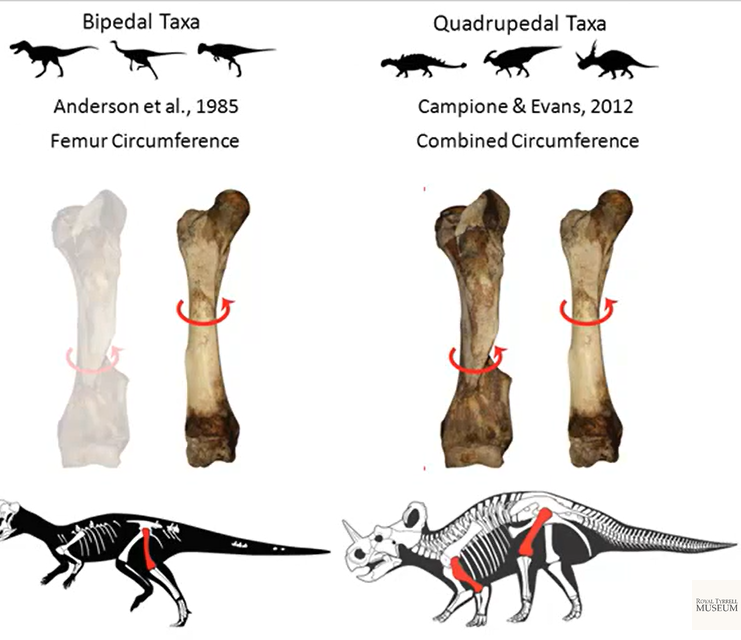 Bipedal Taxa
Anderson et al., 1985
Femur Circumference
Quadrupedal Taxa
Campione & Evans, 2012
Combined Circumference
ROYAL TYRRELL
MUSEUM